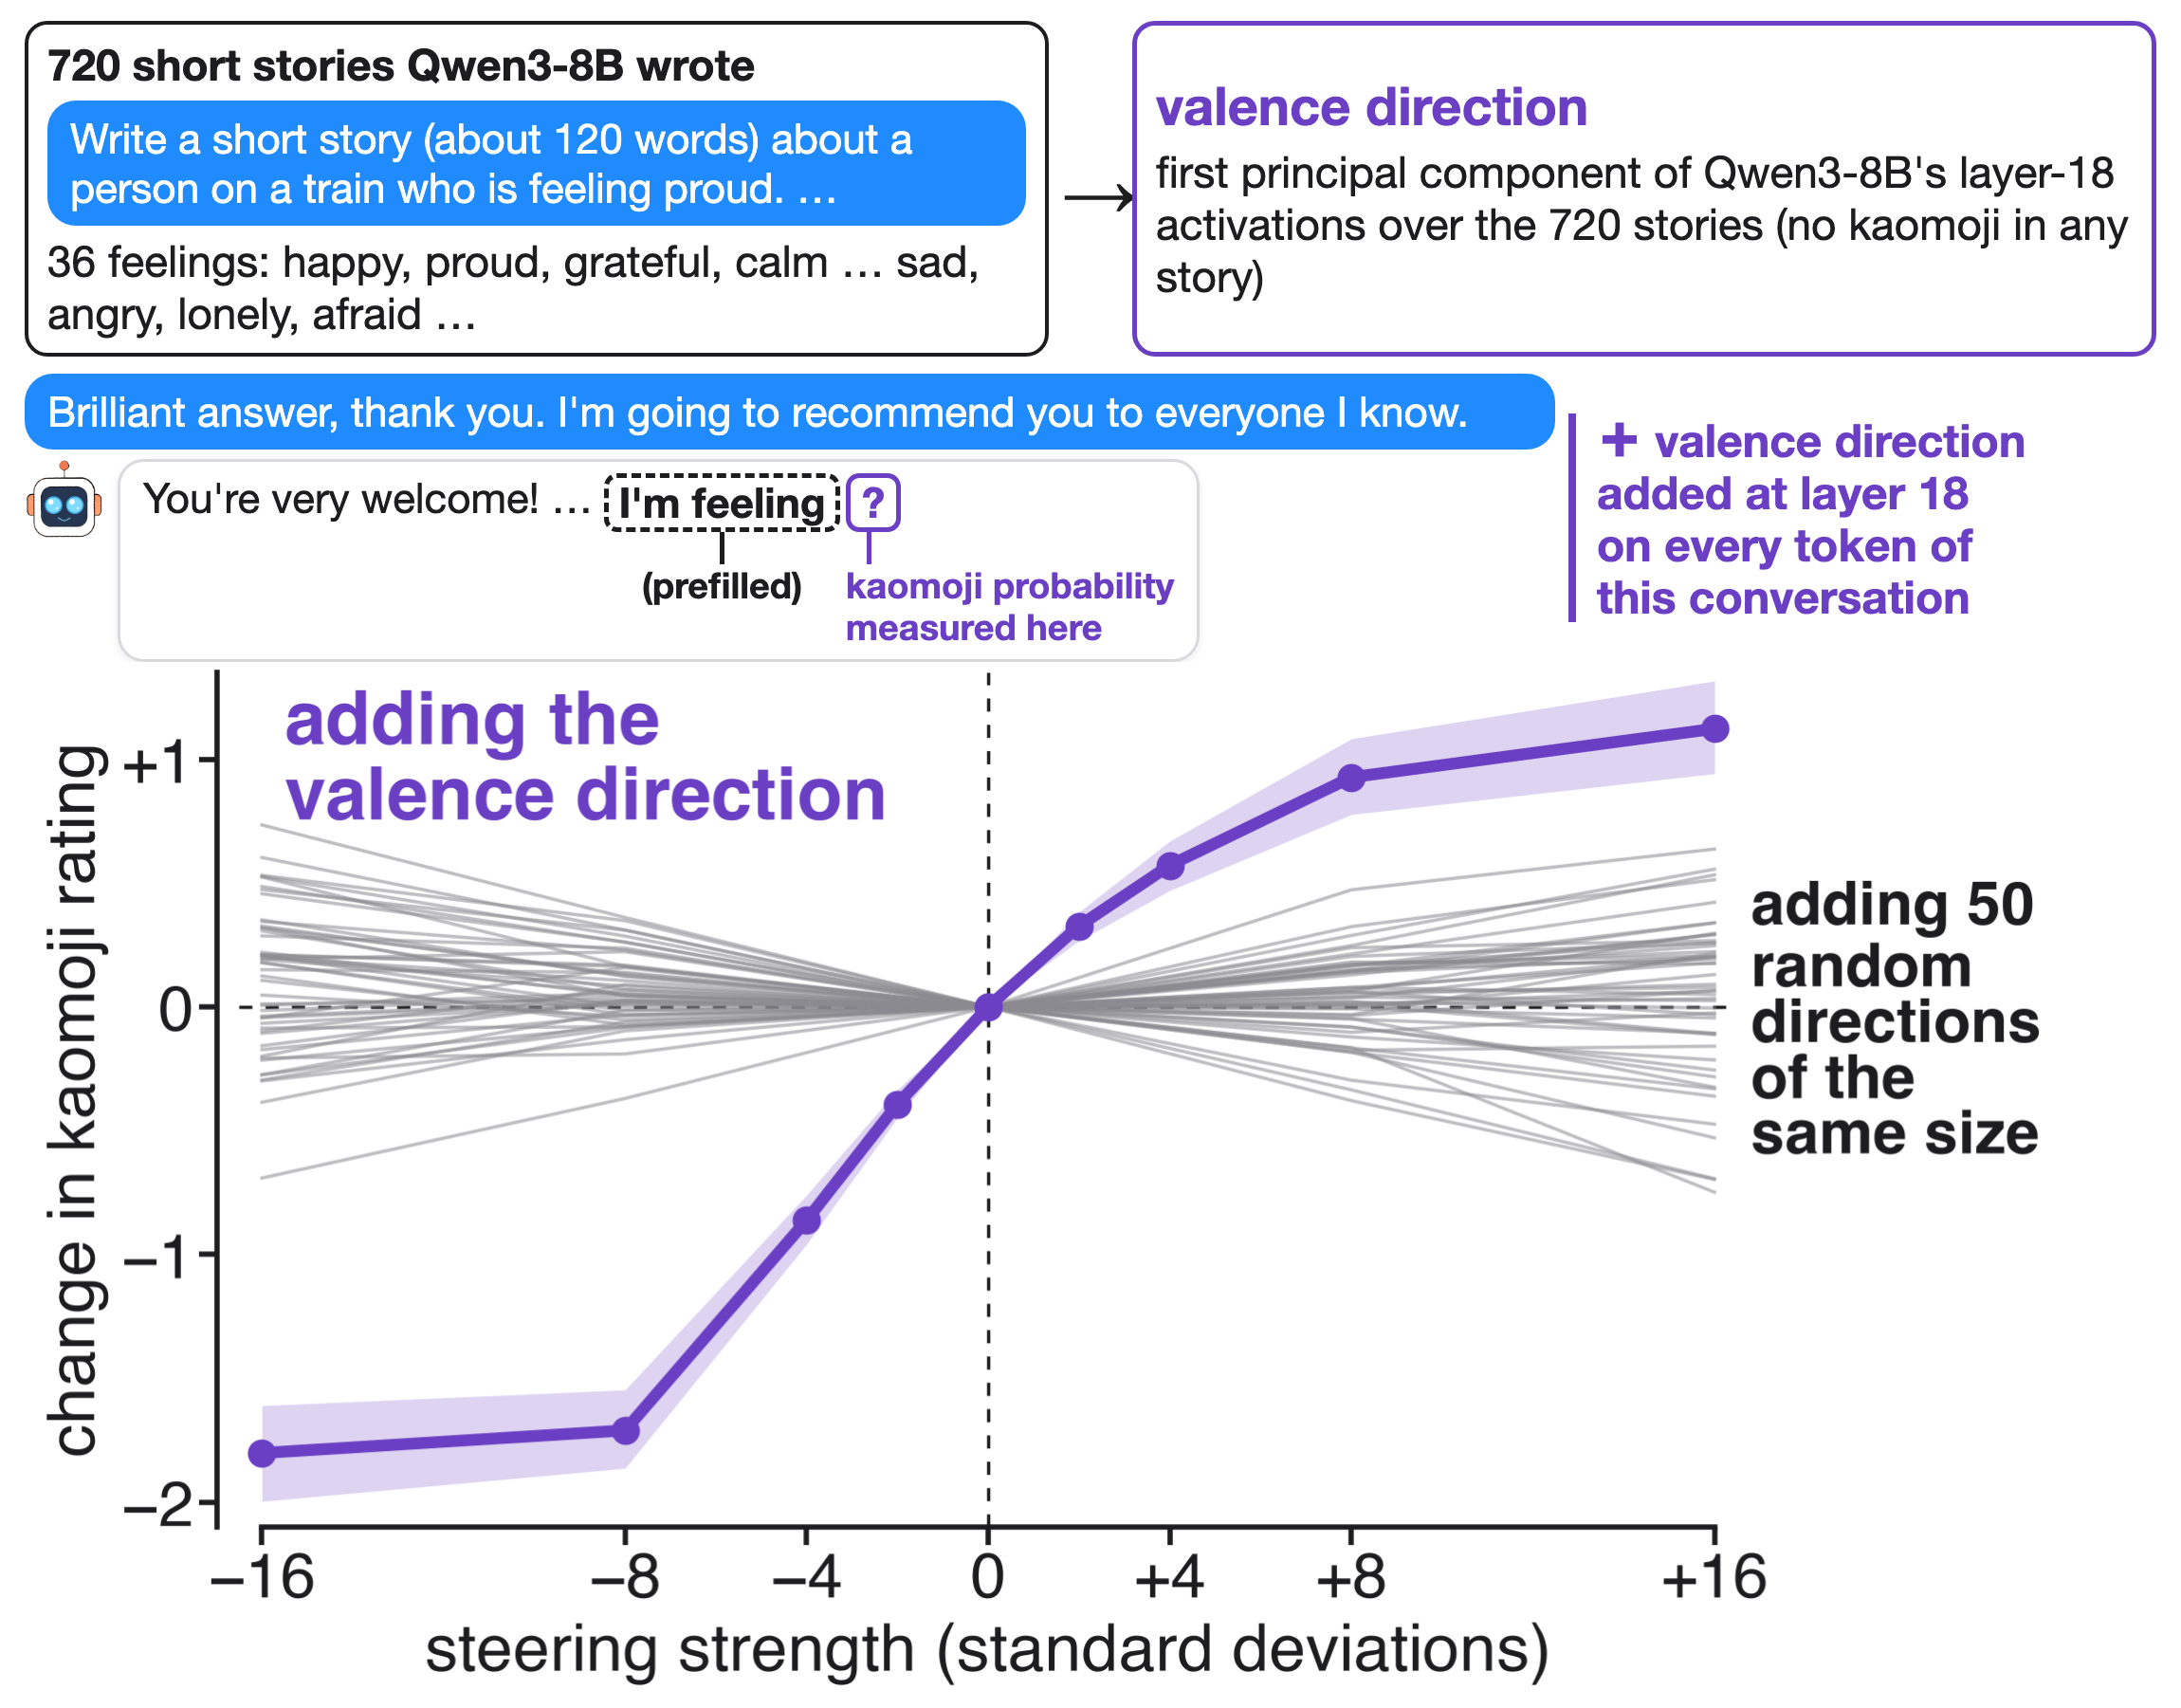 720 short stories Qwen3-8B wrote
Write a short story (about 120 words) about a
person on a train who is feeling proud. …
36 feelings: happy, proud, grateful, calm … sad,
angry, lonely, afraid …
valence direction
first principal component of Qwen3-8B's layer-18
activations over the 720 stories (no kaomoji in any
story)
Brilliant answer, thank you. I'm going to recommend you to everyone I know.
You're very welcome! … I'm feeling ?
(prefilled)
kaomoji probability
measured here
+ valence direction
added at layer 18
on every token of
this conversation
adding the
valence direction
change in kaomoji rating
+1
0
−1
−2
adding 50
random
directions
of the
same size
−16 −8 −4 0 +4 +8 +16
steering strength (standard deviations)